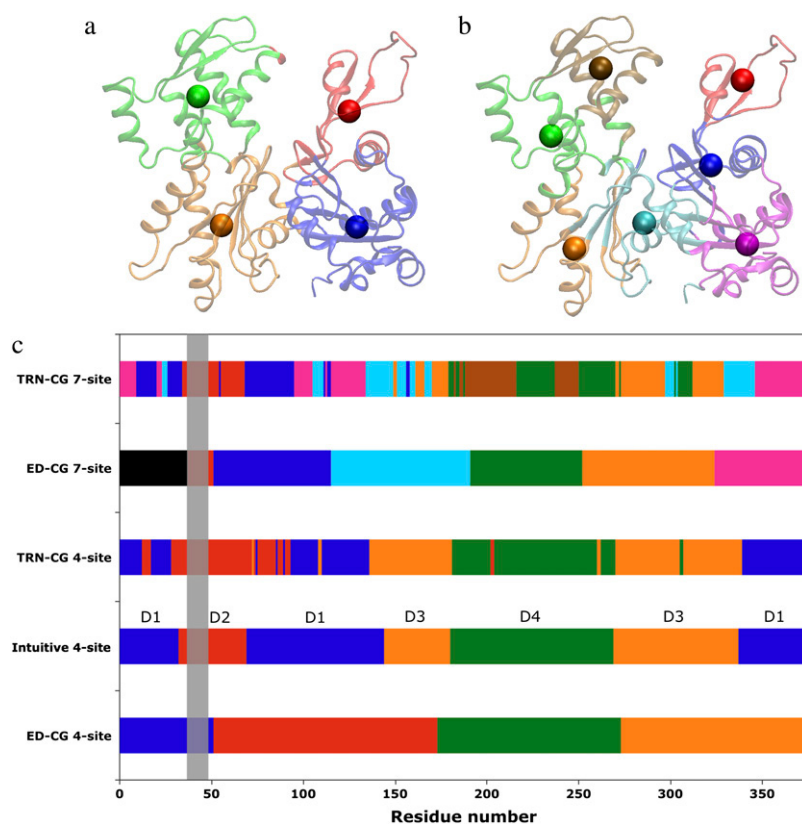 a
b
c
TRN-CG 7-site
ED-CG 7-site
TRN-CG 4-site
D1 D2 D1 D3 D4 D3 D1
Intuitive 4-site
ED-CG 4-site
0 50 100 150 200 250 300 350
Residue number